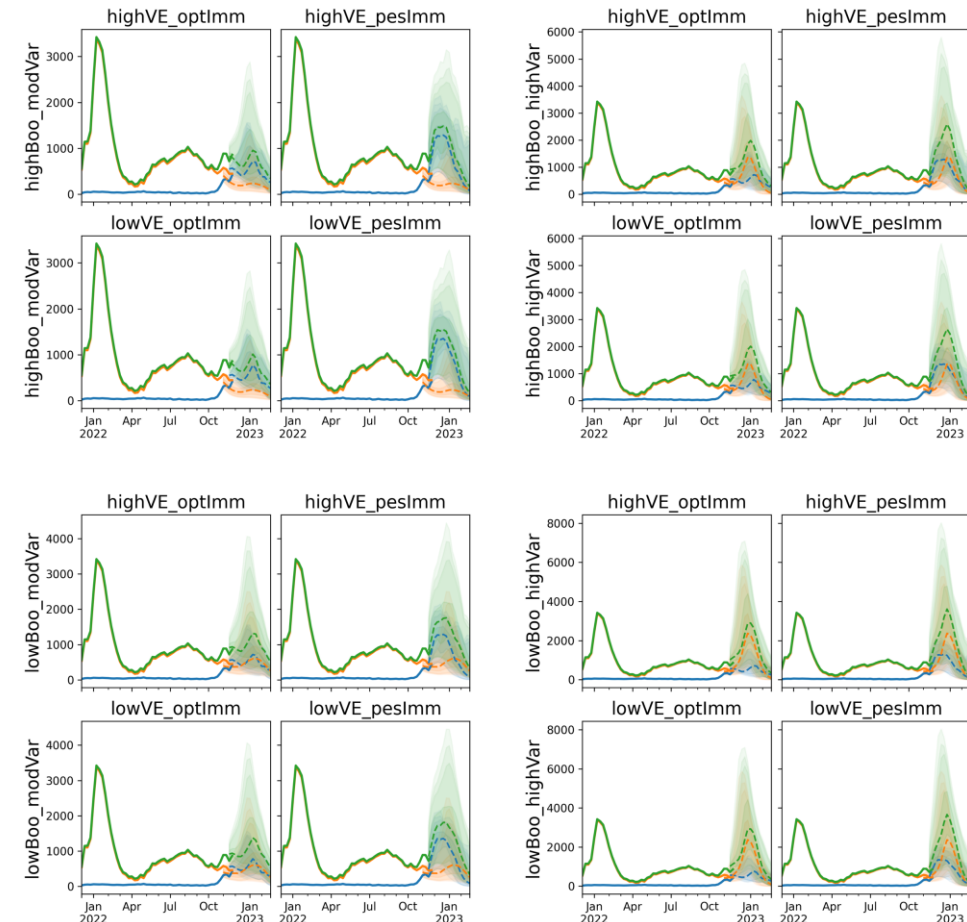 highVE_optImm highVE_pesImm
highBoo_modVar
3000
2000
1000
0
lowVE_optImm lowVE_pesImm
highBoo_modVar
3000
2000
1000
0
Jan Apr Jul Oct Jan Jan Apr Jul Oct Jan
2022 2023 2022 2023
highVE_optImm highVE_pesImm
highBoo_highVar
6000
5000
4000
3000
2000
1000
0
lowVE_optImm lowVE_pesImm
highBoo_highVar
6000
5000
4000
3000
2000
1000
0
Jan Apr Jul Oct Jan Jan Apr Jul Oct Jan
2022 2023 2022 2023
highVE_optImm highVE_pesImm
lowBoo_modVar
4000
3000
2000
1000
0
lowVE_optImm lowVE_pesImm
lowBoo_modVar
4000
3000
2000
1000
0
Jan Apr Jul Oct Jan Jan Apr Jul Oct Jan
2022 2023 2022 2023
highVE_optImm highVE_pesImm
lowBoo_highVar
8000
6000
4000
2000
0
lowVE_optImm lowVE_pesImm
lowBoo_highVar
8000
6000
4000
2000
0
Jan Apr Jul Oct Jan Jan Apr Jul Oct Jan
2022 2023 2022 2023